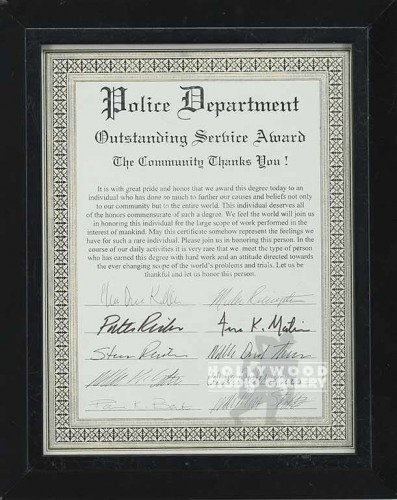 Police Department
Outstanding Service Award
The Community Thanks You !
It is with great pride and honor that we award this degree today to an
individual who has done so much to further our causes and beliefs not only
to our community but to the entire world. This individual deserves all
of the honors commensurate of such a degree. We feel the world will join us
in honoring this individual for the large scope of work performed in the
interest of mankind. May this certificate somehow represent the feelings we
have for such a rare individual. Please join us in honoring this person. In the
course of our daily activities it is very rare that we meet the type of person
who has earned this degree with hard work and an attitude directed towards
the ever changing scope of the world's problems and trials. Let us be
thankful and let us honor this person.
Ana K.
HOLLYWOOD
STUDIO GALLERY